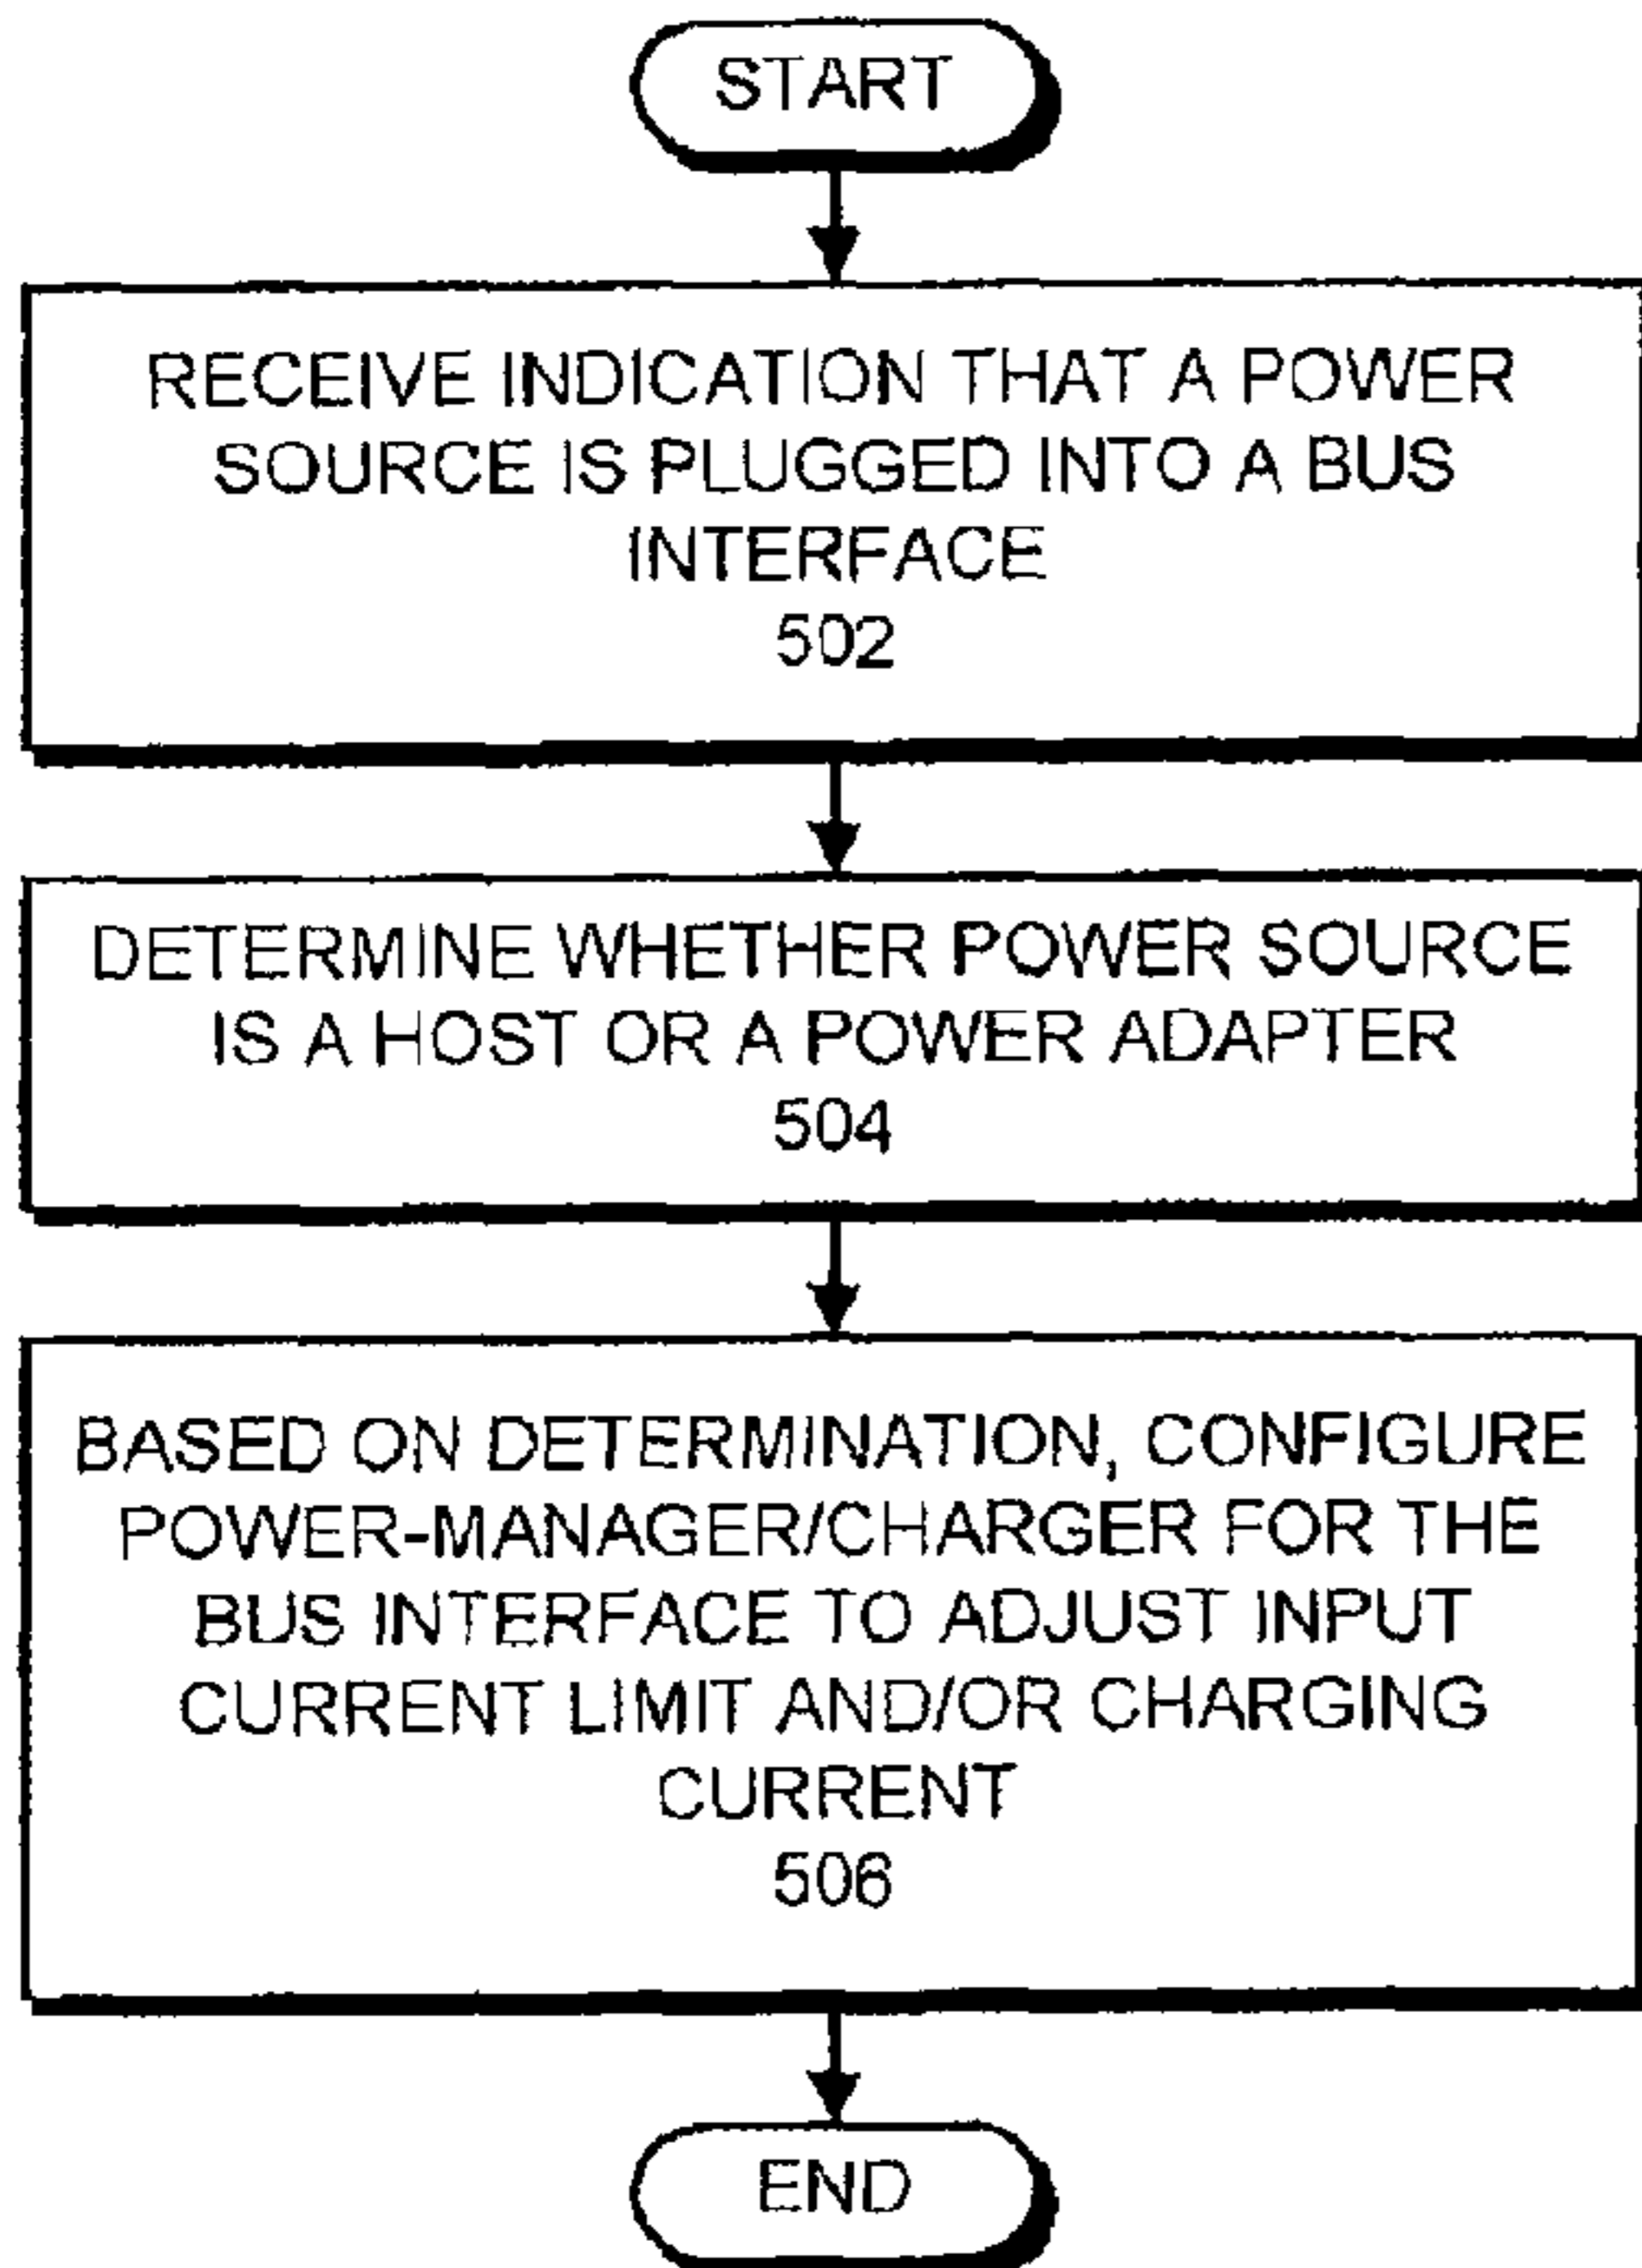 START
RECEIVE INDICATION THAT A POWER
SOURCE IS PLUGGED INTO A BUS
INTERFACE
502
DETERMINE WHETHER POWER SOURCE
IS A HOST OR A POWER ADAPTER
504
BASED ON DETERMINATION, CONFIGURE
POWER-MANAGER/CHARGER FOR THE
BUS INTERFACE TO ADJUST INPUT
CURRENT LIMIT AND/OR CHARGING
CURRENT
506
END